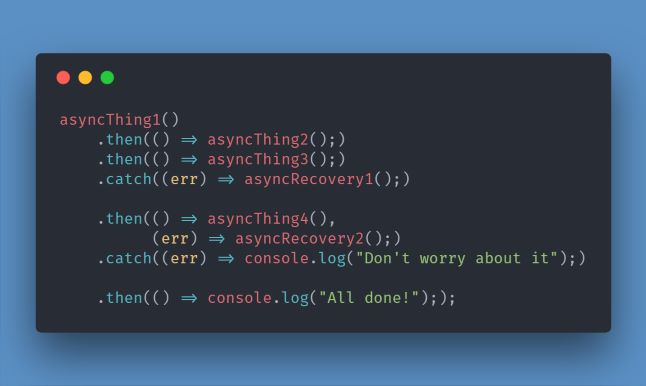 asyncThing1()
    .then(() => asyncThing2();)
    .then(() => asyncThing3();)
    .catch((err) => asyncRecovery1();)

    .then(() => asyncThing4(),
          (err) => asyncRecovery2();)
    .catch((err) => console.log("Don't worry about it");)

    .then(() => console.log("All done!"););